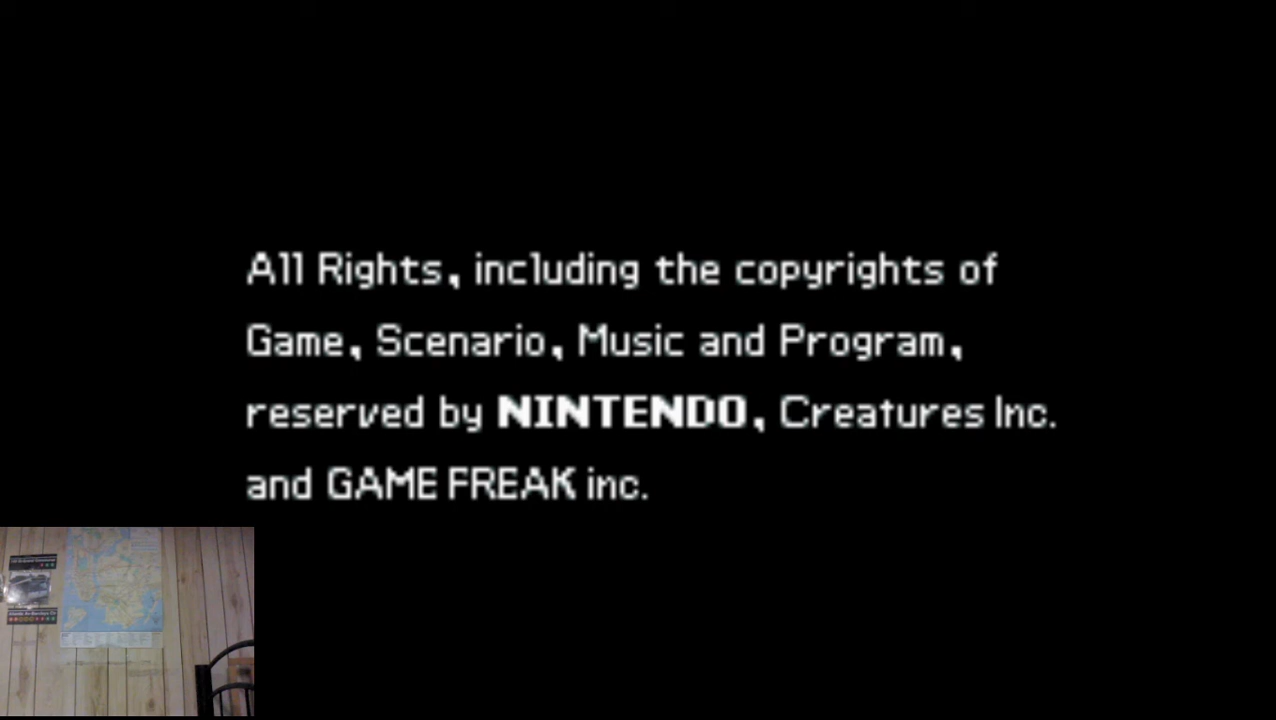 All Rights, including the copyrights of
Game, Scenario, Music and Program,
reserved by NINTENDO, Creatures Inc.
and GAME FREAK inc.